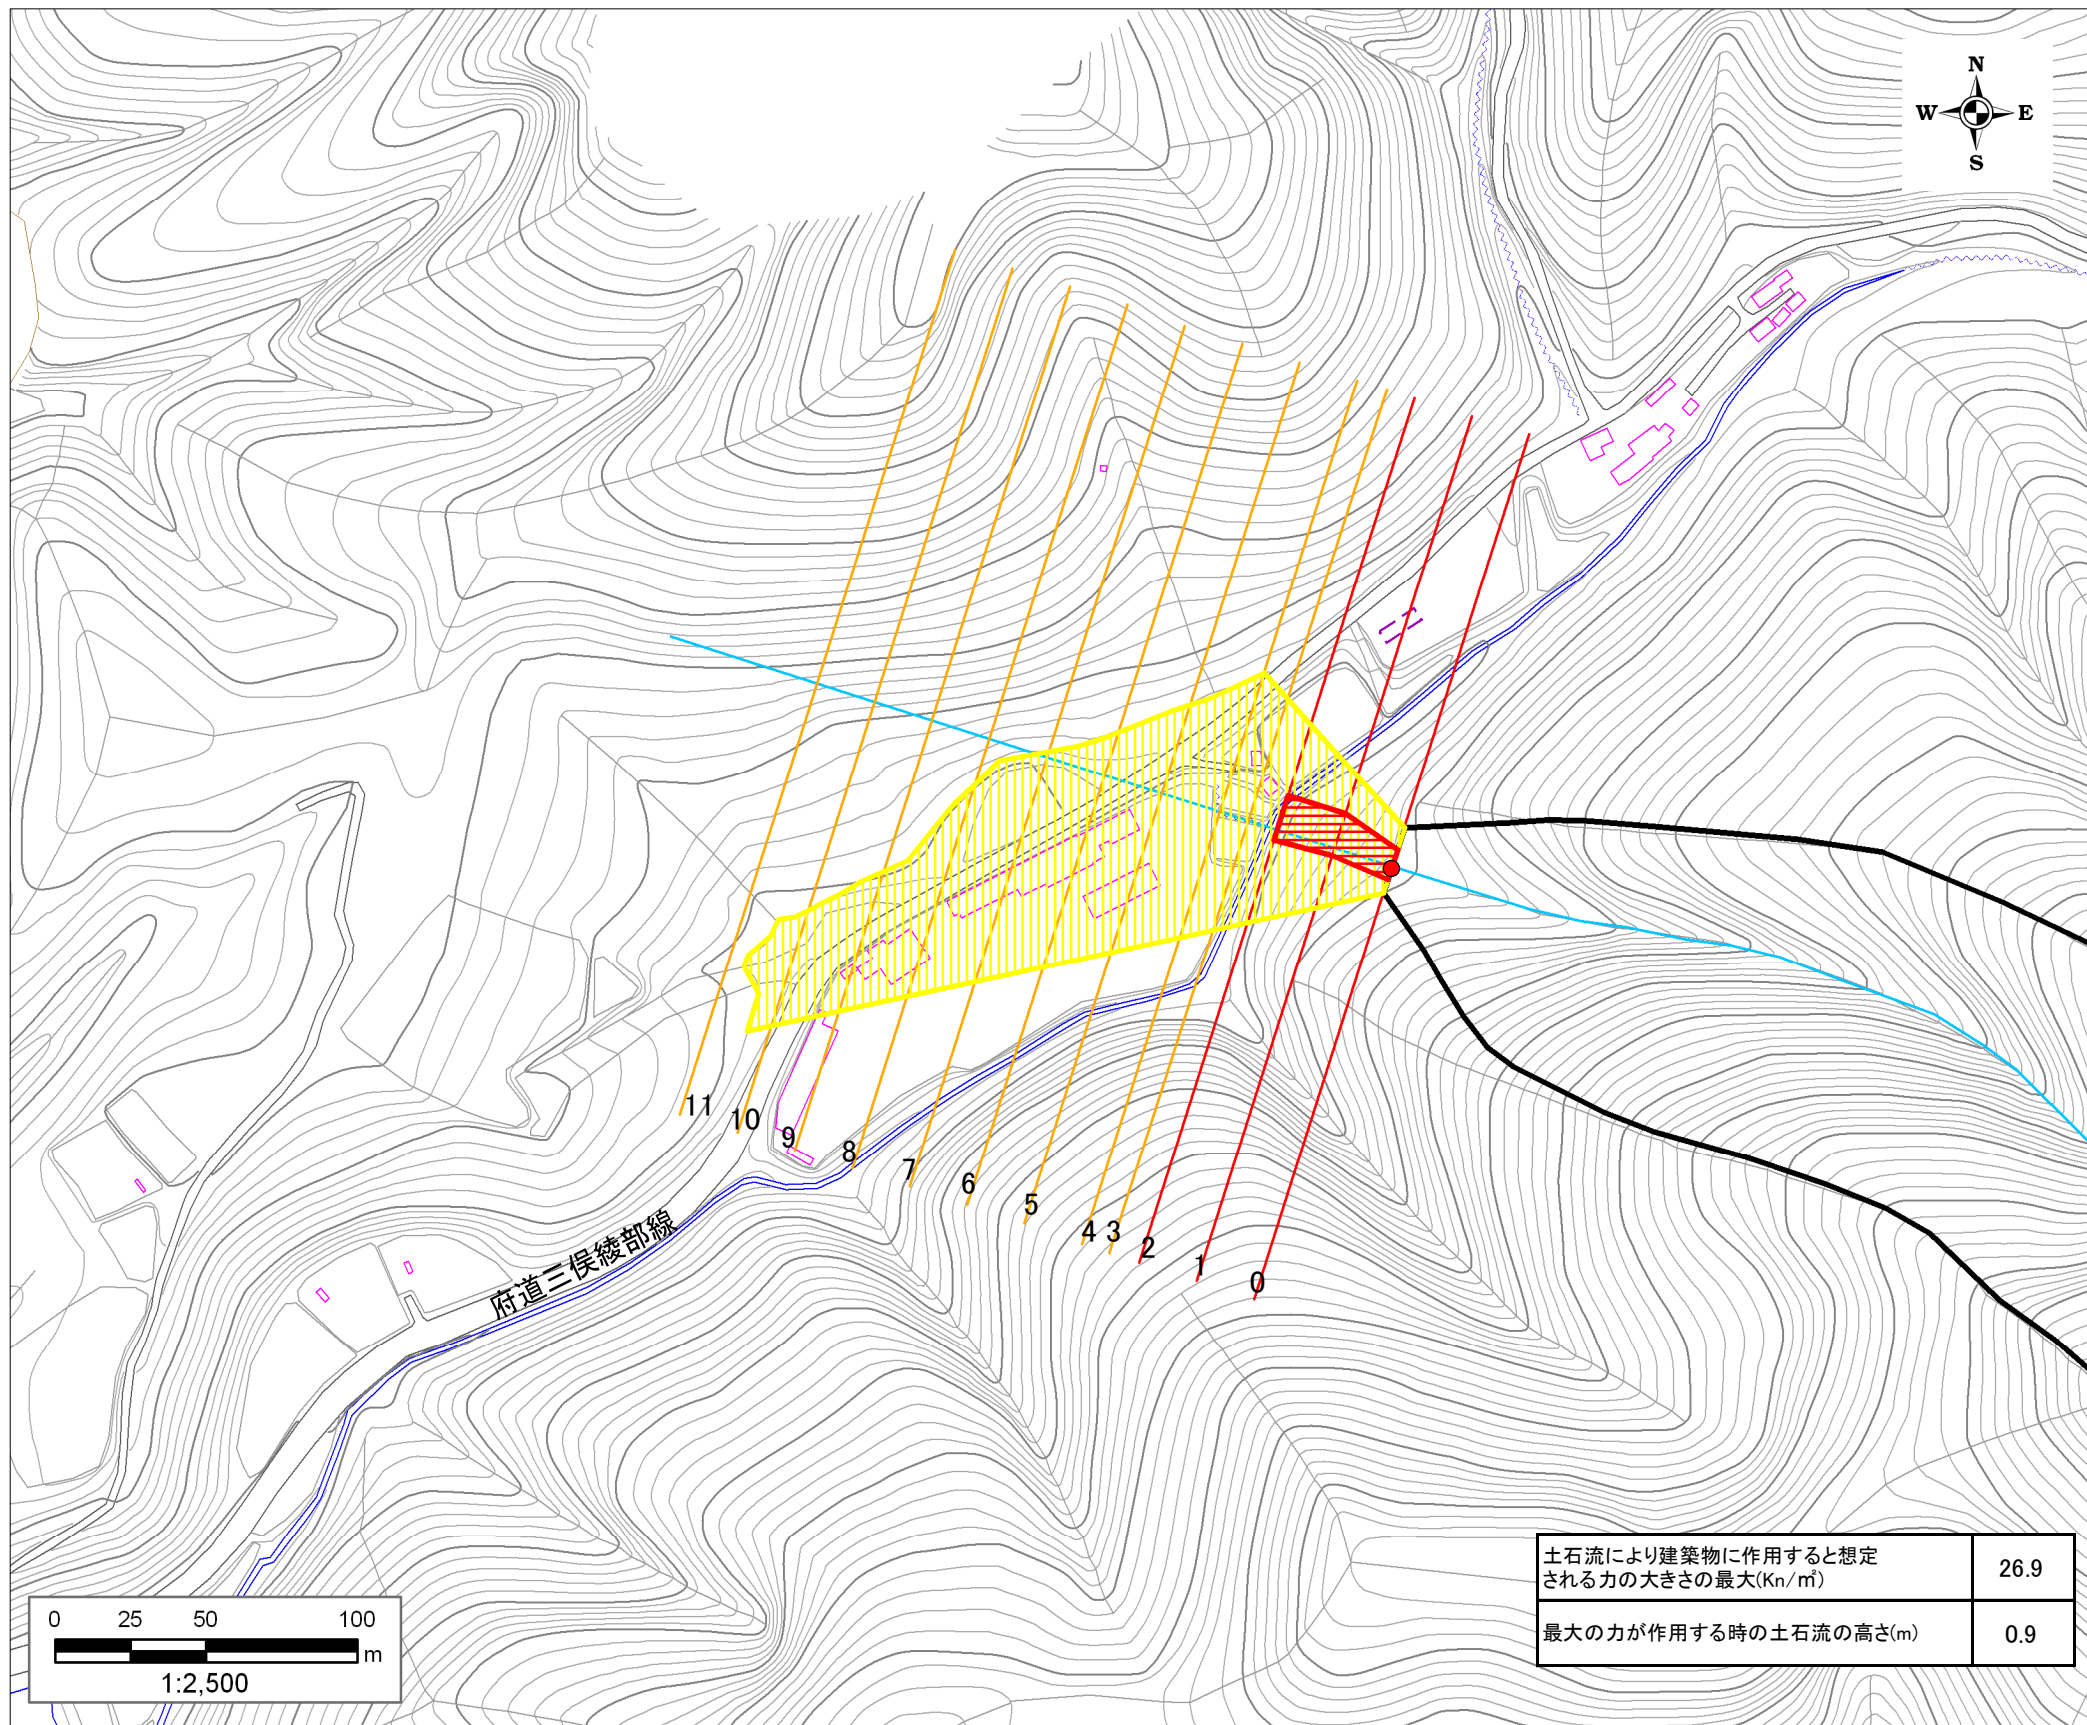 N
W E
S
11
10
9
8
7
6
5
4
3
2
1
0
府道三俣綾部線
土石流により建築物に作用すると想定
される力の大きさの最大(Kn/㎡)
26.9
最大の力が作用する時の土石流の高さ(m)
0.9
0 25 50 100
m
1:2,500